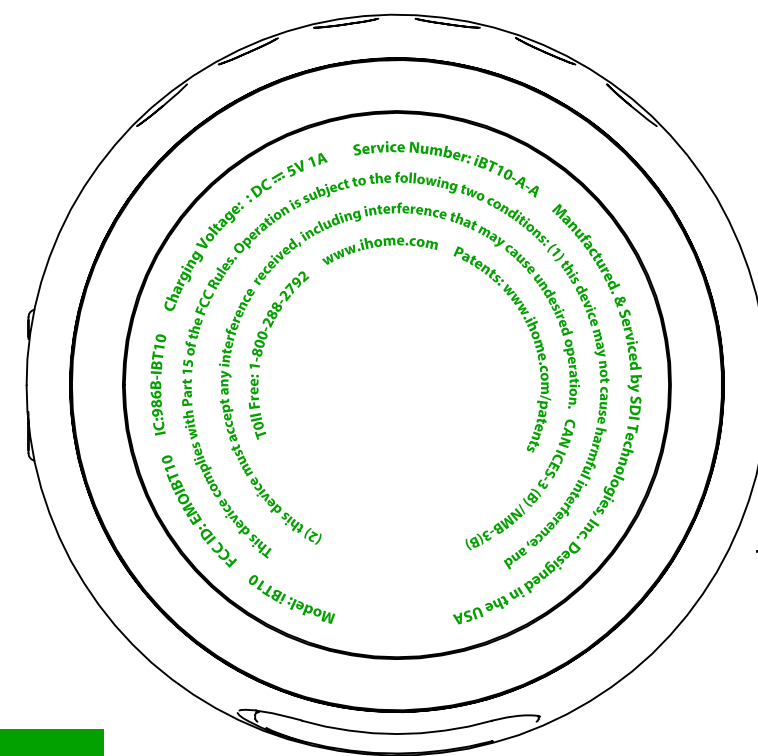 Model: iBT10 FCC ID: EMOIBT10 IC:986B-IBT10 Charging Voltage: : DC ⎓ 5V 1A Service Number: iBT10-A-A Manufactured. & Serviced by SDI Technologies, Inc. Designed in the USA
This device complies with Part 15 of the FCC Rules. Operation is subject to the following two conditions: (1) this device may not cause harmful interference, and
(2) this device must accept any interference received, including interference that may cause undesired operation. CAN ICES-3 (B) / NMB-3(B)
T0ll Free: 1-800-288-2792 www.ihome.com Patents: www.ihome.com/patents